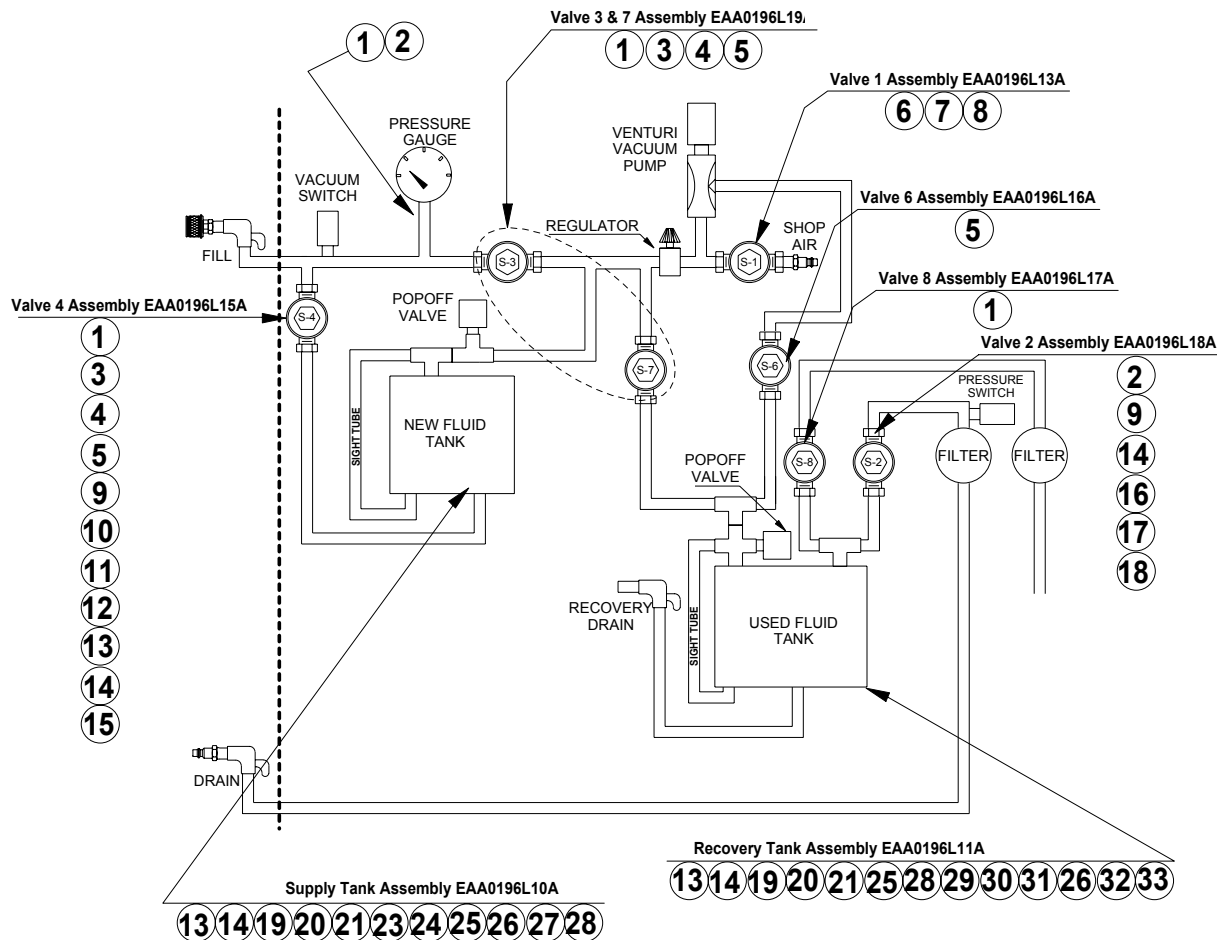 Valve 3 & 7 Assembly EAA0196L19
1 2
1 3 4 5
Valve 1 Assembly EAA0196L13A
6 7 8
PRESSURE
GAUGE
VENTURI
VACUUM
PUMP
VACUUM
SWITCH
Valve 6 Assembly EAA0196L16A
5
REGULATOR
SHOP
AIR
FILL
S-3
S-1
Valve 8 Assembly EAA0196L17A
1
Valve 4 Assembly EAA0196L15A
S-4
POPOFF
VALVE
Valve 2 Assembly EAA0196L18A
1
3
4
5
9
10
11
12
13
14
15
S-7
S-6
PRESSURE
SWITCH
2
9
14
16
17
18
SIGHT TUBE
NEW FLUID
TANK
POPOFF
VALVE
S-8
S-2
FILTER
FILTER
RECOVERY
DRAIN
SIGHT TUBE
USED FLUID
TANK
DRAIN
Recovery Tank Assembly EAA0196L11A
13 14 19 20 21 25 28 29 30 31 26 32 33
Supply Tank Assembly EAA0196L10A
13 14 19 20 21 23 24 25 26 27 28